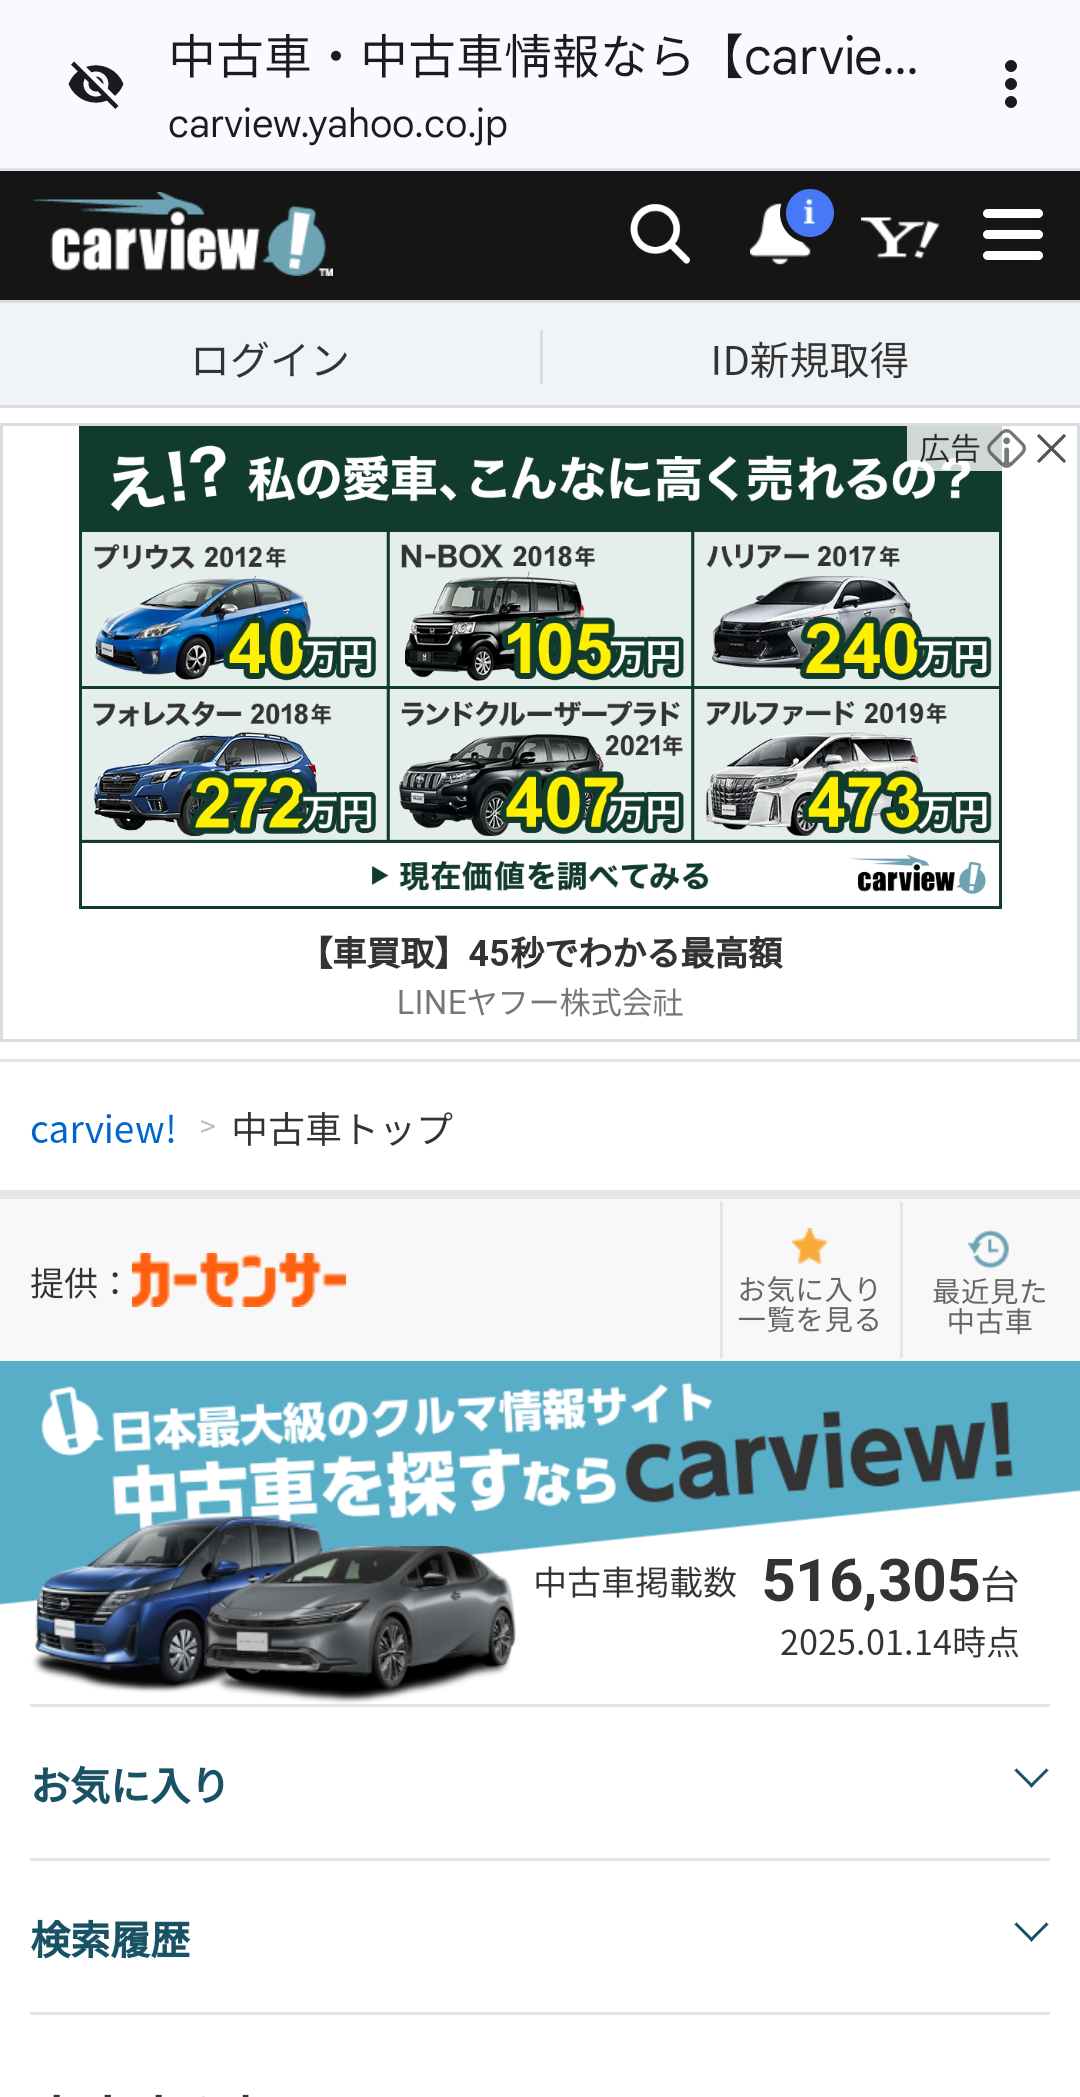 中古車・中古車情報なら【carvie...
carview.yahoo.co.jp
carview!™
i
Y!
ログイン
ID新規取得
広告
え!? 私の愛車、こんなに高く売れるの?
プリウス 2012年
40万円
N-BOX 2018年
105万円
ハリアー 2017年
240万円
フォレスター 2018年
272万円
ランドクルーザープラド
2021年
407万円
アルファード 2019年
473万円
現在価値を調べてみる
carview!
【車買取】45秒でわかる最高額
LINEヤフー株式会社
carview! > 中古車トップ
提供：カーセンサー
お気に入り
一覧を見る
最近見た
中古車
日本最大級のクルマ情報サイト
中古車を探すならcarview!
中古車掲載数 516,305台
2025.01.14時点
お気に入り
検索履歴